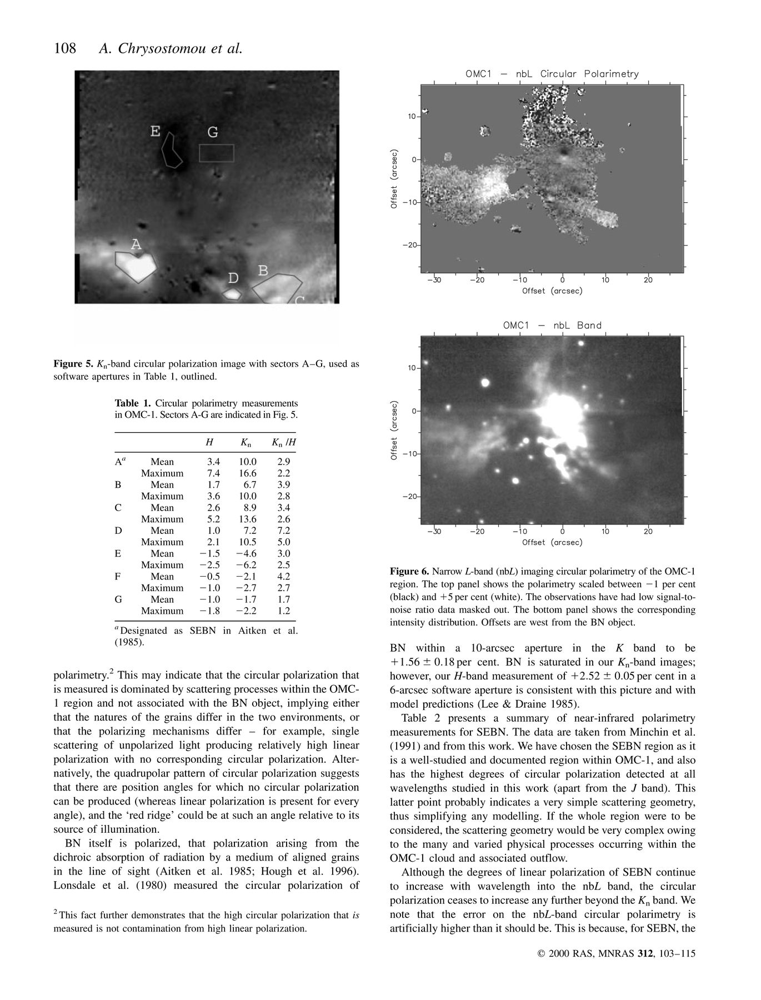 108 A. Chrysostomou et al.
E
G
A
D
B
C
Figure 5. Kn-band circular polarization image with sectors A–G, used as
software apertures in Table 1, outlined.
Table 1. Circular polarimetry measurements
in OMC-1. Sectors A-G are indicated in Fig. 5.
H Kn Kn /H
Aa Mean 3.4 10.0 2.9
Maximum 7.4 16.6 2.2
B Mean 1.7 6.7 3.9
Maximum 3.6 10.0 2.8
C Mean 2.6 8.9 3.4
Maximum 5.2 13.6 2.6
D Mean 1.0 7.2 7.2
Maximum 2.1 10.5 5.0
E Mean −1.5 −4.6 3.0
Maximum −2.5 −6.2 2.5
F Mean −0.5 −2.1 4.2
Maximum −1.0 −2.7 2.7
G Mean −1.0 −1.7 1.7
Maximum −1.8 −2.2 1.2
a Designated as SEBN in Aitken et al.
(1985).
polarimetry.2 This may indicate that the circular polarization that
is measured is dominated by scattering processes within the OMC-
1 region and not associated with the BN object, implying either
that the natures of the grains differ in the two environments, or
that the polarizing mechanisms differ – for example, single
scattering of unpolarized light producing relatively high linear
polarization with no corresponding circular polarization. Alter-
natively, the quadrupolar pattern of circular polarization suggests
that there are position angles for which no circular polarization
can be produced (whereas linear polarization is present for every
angle), and the ‘red ridge’ could be at such an angle relative to its
source of illumination.
BN itself is polarized, that polarization arising from the
dichroic absorption of radiation by a medium of aligned grains
in the line of sight (Aitken et al. 1985; Hough et al. 1996).
Lonsdale et al. (1980) measured the circular polarization of
2 This fact further demonstrates that the high circular polarization that is
measured is not contamination from high linear polarization.
OMC1 – nbL Circular Polarimetry
Offset (arcsec)
10
0
−10
−20
−30 −20 −10 0 10 20
Offset (arcsec)
OMC1 – nbL Band
Offset (arcsec)
10
0
−10
−20
−30 −20 −10 0 10 20
Offset (arcsec)
Figure 6. Narrow L-band (nbL) imaging circular polarimetry of the OMC-1
region. The top panel shows the polarimetry scaled between −1 per cent
(black) and +5 per cent (white). The observations have had low signal-to-
noise ratio data masked out. The bottom panel shows the corresponding
intensity distribution. Offsets are west from the BN object.
BN within a 10-arcsec aperture in the K band to be
+1.56 ± 0.18 per cent. BN is saturated in our Kn-band images;
however, our H-band measurement of +2.52 ± 0.05 per cent in a
6-arcsec software aperture is consistent with this picture and with
model predictions (Lee & Draine 1985).
Table 2 presents a summary of near-infrared polarimetry
measurements for SEBN. The data are taken from Minchin et al.
(1991) and from this work. We have chosen the SEBN region as it
is a well-studied and documented region within OMC-1, and also
has the highest degrees of circular polarization detected at all
wavelengths studied in this work (apart from the J band). This
latter point probably indicates a very simple scattering geometry,
thus simplifying any modelling. If the whole region were to be
considered, the scattering geometry would be very complex owing
to the many and varied physical processes occurring within the
OMC-1 cloud and associated outflow.
Although the degrees of linear polarization of SEBN continue
to increase with wavelength into the nbL band, the circular
polarization ceases to increase any further beyond the Kn band. We
note that the error on the nbL-band circular polarimetry is
artificially higher than it should be. This is because, for SEBN, the
© 2000 RAS, MNRAS 312, 103–115